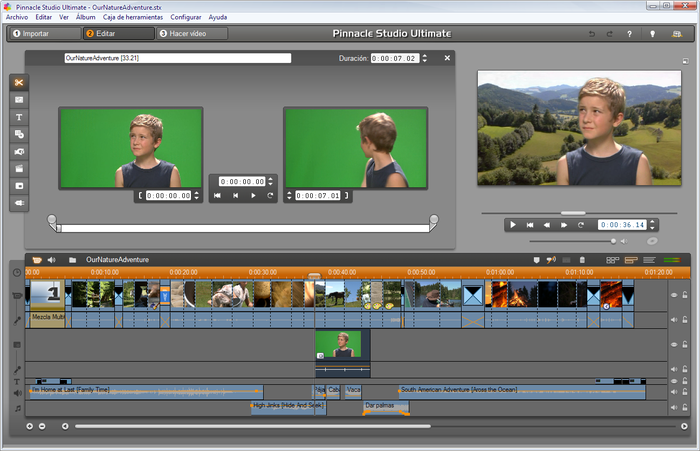 Pinnacle Studio Ultimate - OurNatureAdventure.stx
Archivo Editar Ver Álbum Caja de herramientas Configurar Ayuda
1 Importar
2 Editar
3 Hacer vídeo
Pinnacle Studio Ultimate
OurNatureAdventure [33.21]
Duración: 0:00:07.02
0:00:00.00
[ 0:00:00.00
0:00:07.01 ]
0:00:36.14
OurNatureAdventure
:00.00 0:00:10.00 0:00:20.00 0:00:30.00 0:00:40.00 0:00:50.00 0:01:00.00 0:01:10.00 0:01:20.00
1
Mezcla Multi
T
I'm Home at Last [Family Time]
Vaca
South American Adventure [Aross the Ocean]
High Jinks [Hide And Seek]
Dar palmas